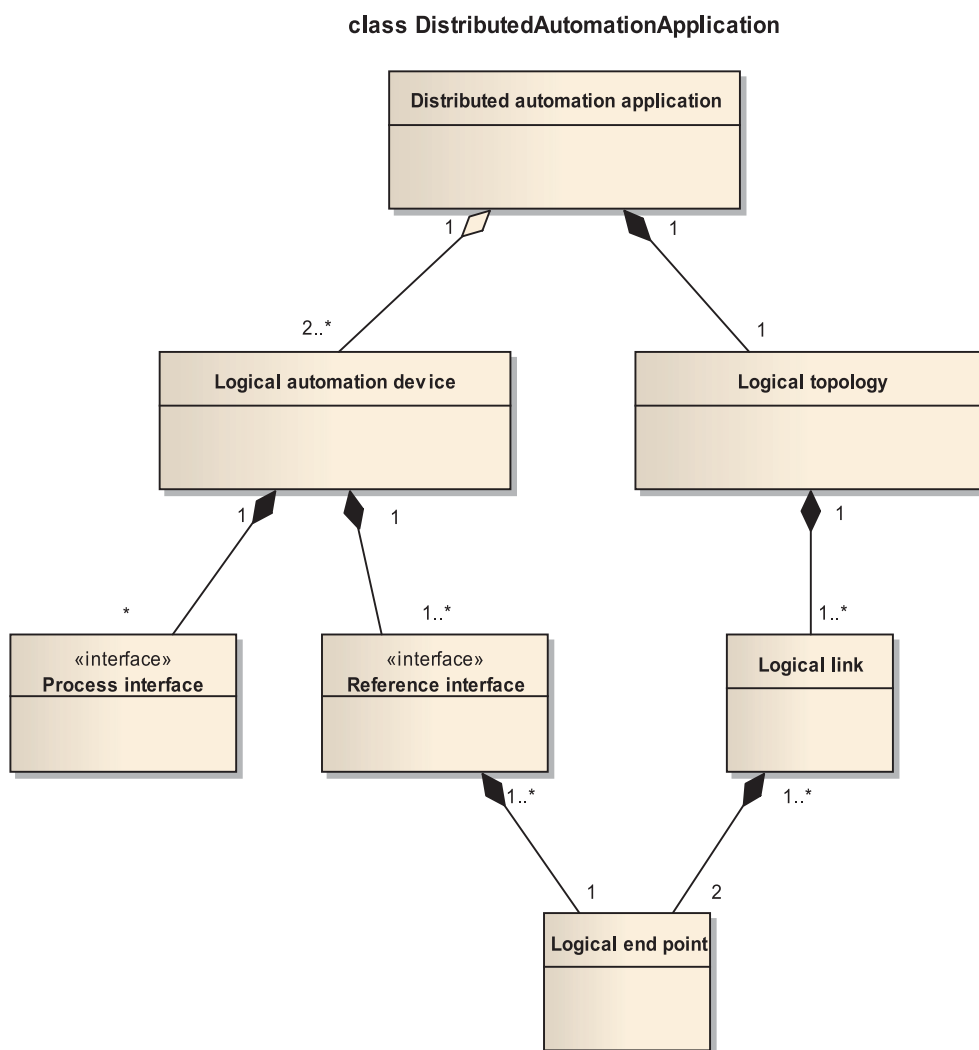 class DistributedAutomationApplication
Distributed automation application
1
1
2..*
1
Logical automation device
Logical topology
1
1
1
*
1..*
1..*
«interface»
Process interface
«interface»
Reference interface
Logical link
1..*
1..*
1
2
Logical end point